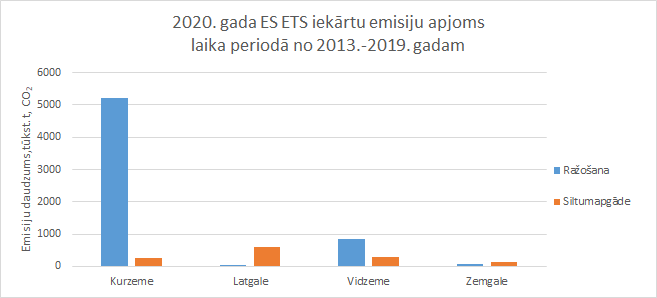 2020. gada ES ETS iekārtu emisiju apjoms
laika periodā no 2013.-2019. gadam
Emisiju daudzums,tūkst. t, CO₂
6000
5000
4000
3000
2000
1000
0
Kurzeme
Latgale
Vidzeme
Zemgale
Ražošana
Siltumapgāde